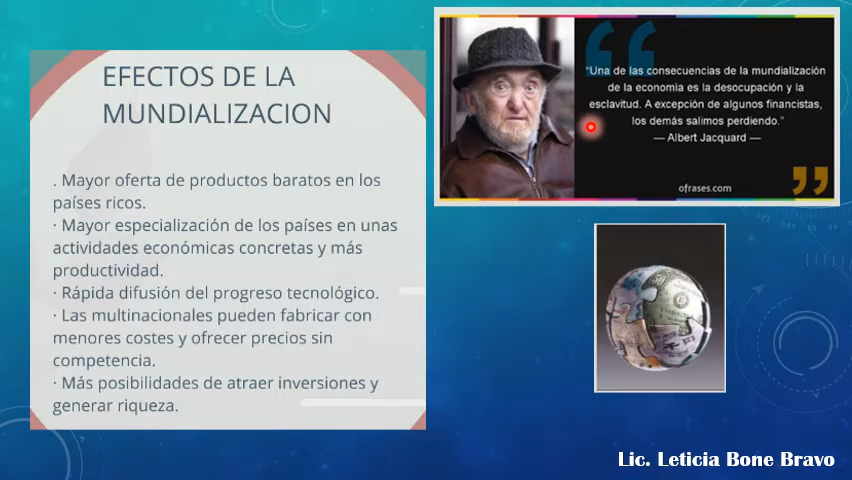 EFECTOS DE LA
MUNDIALIZACION
. Mayor oferta de productos baratos en los
países ricos.
· Mayor especialización de los países en unas
actividades económicas concretas y más
productividad.
· Rápida difusión del progreso tecnológico.
· Las multinacionales pueden fabricar con
menores costes y ofrecer precios sin
competencia.
· Más posibilidades de atraer inversiones y
generar riqueza.
“Una de las consecuencias de la mundialización
de la economia es la desocupación y la
esclavitud. A excepción de algunos financistas,
los demás salimos perdiendo.”
— Albert Jacquard —
ofrases.com
Lic. Leticia Bone Bravo